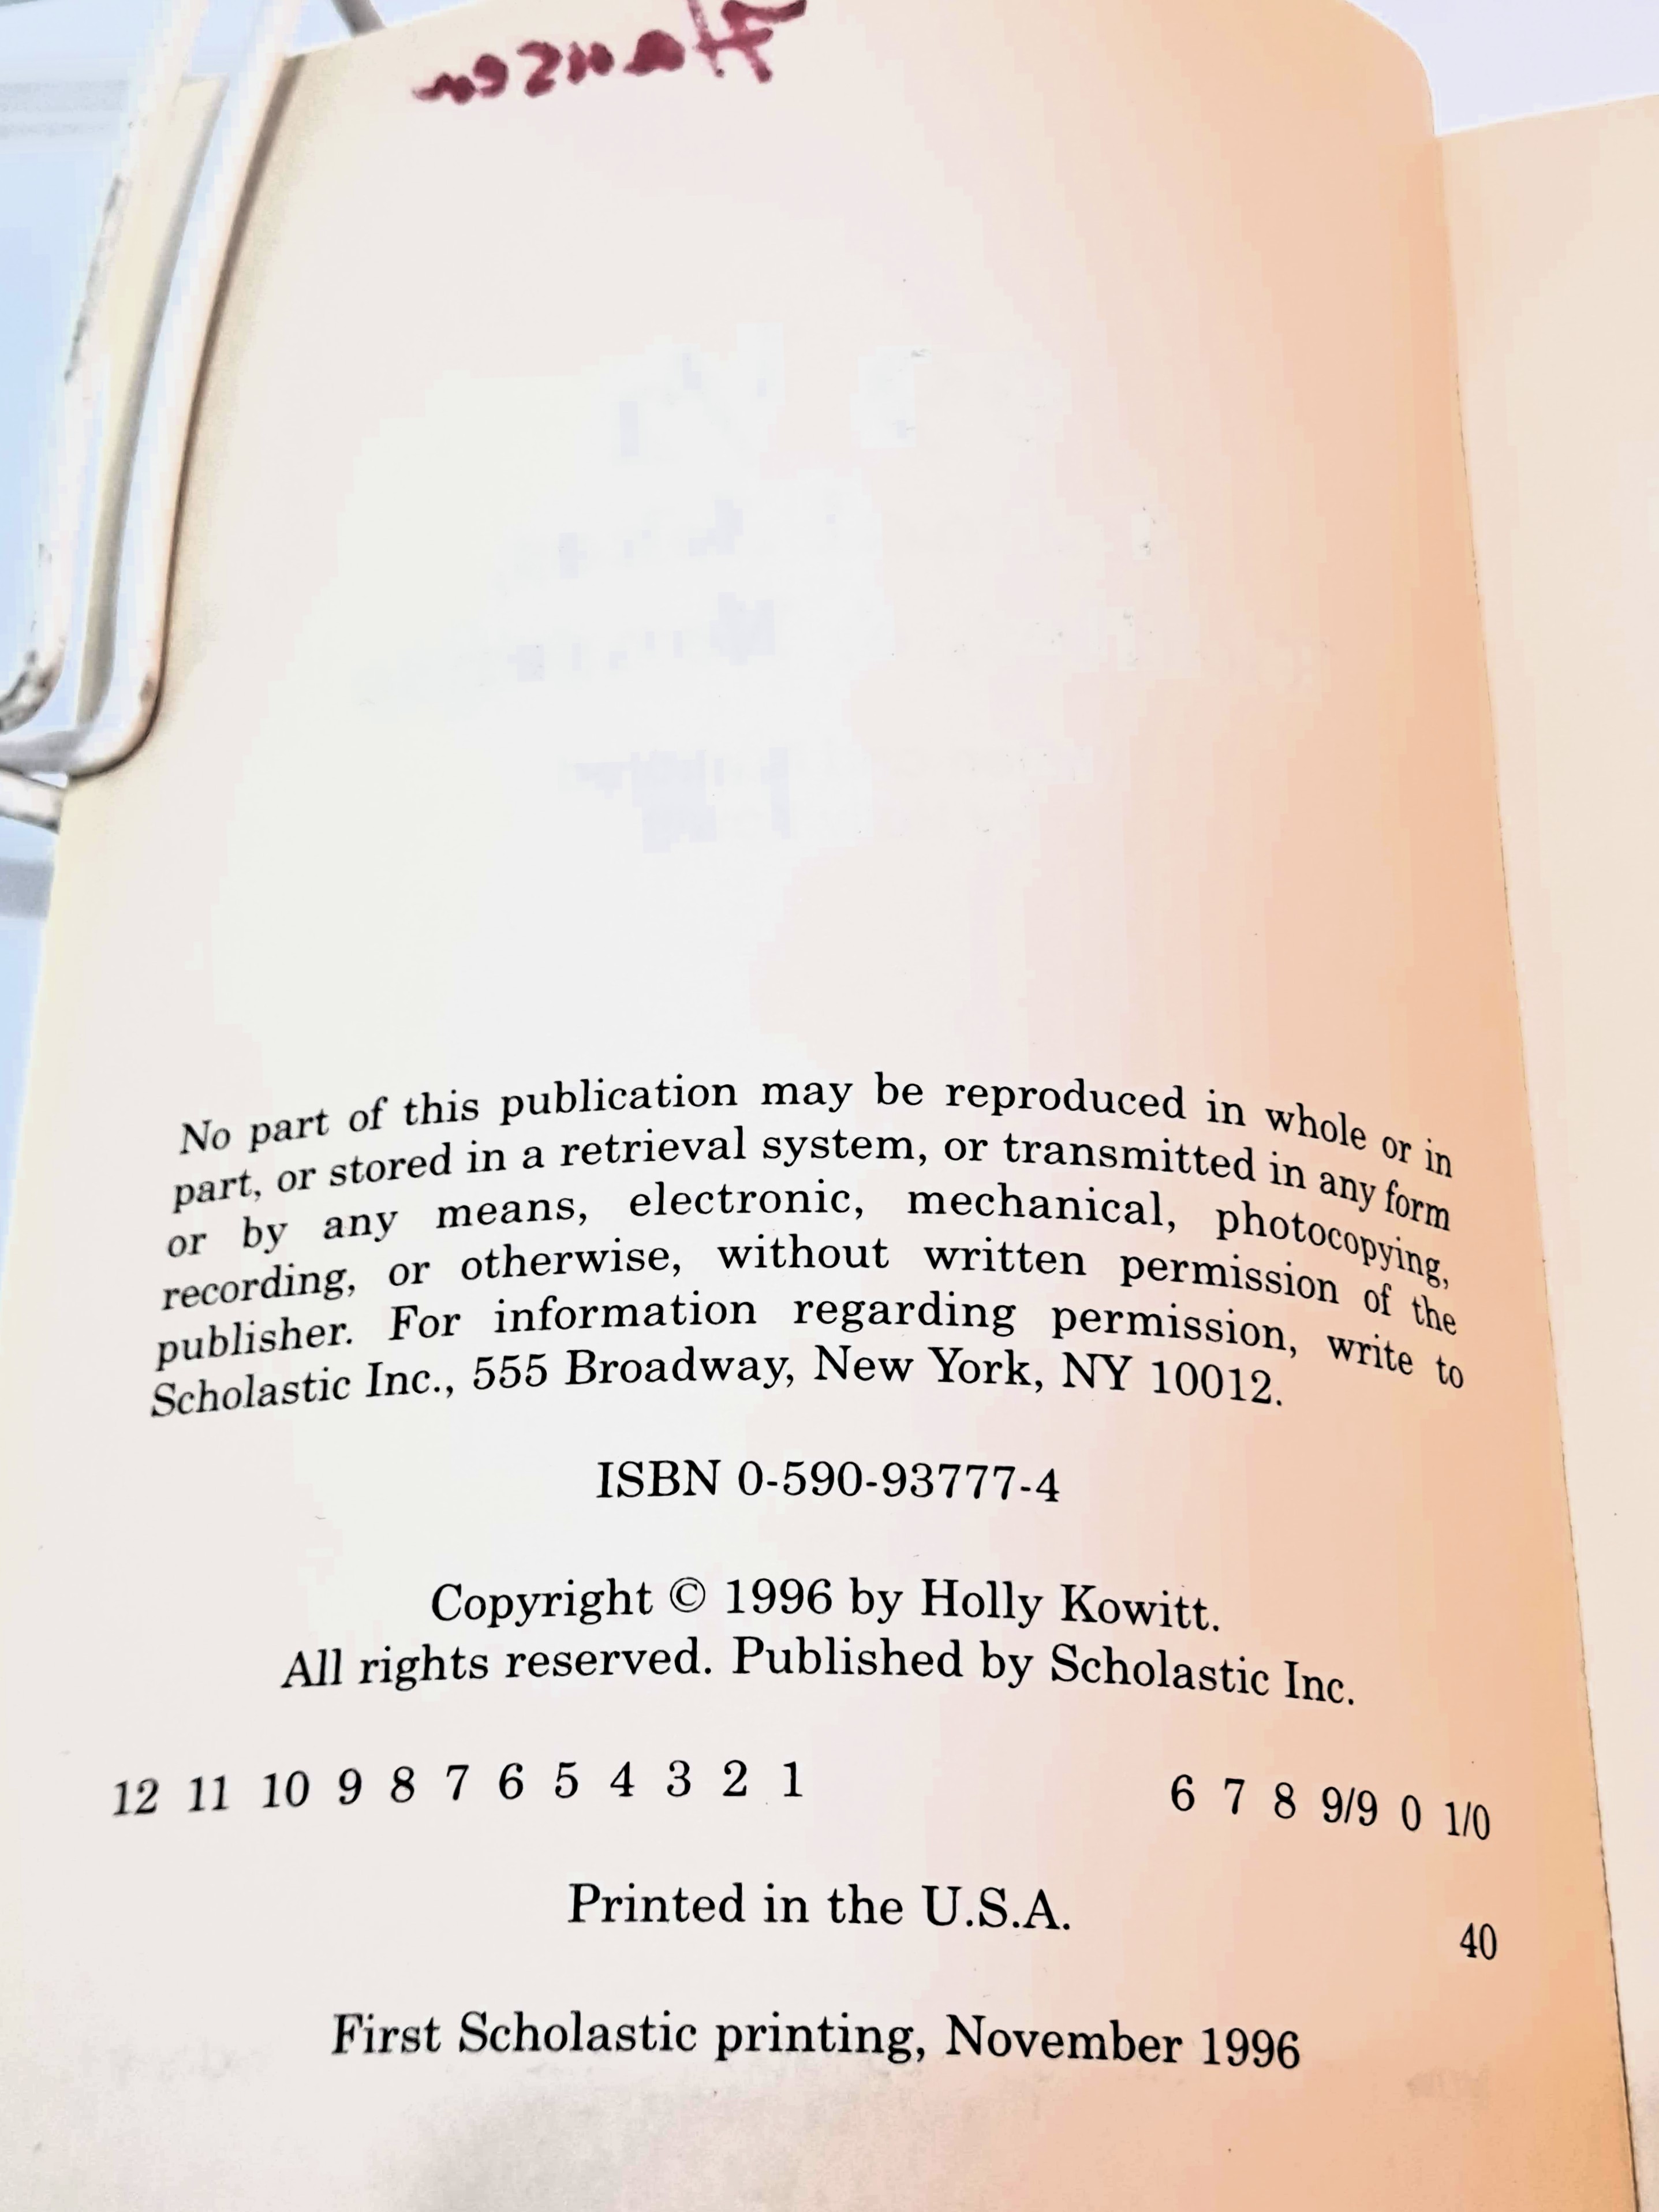 No part of this publication may be reproduced in whole or in
part, or stored in a retrieval system, or transmitted in any form
or by any means, electronic, mechanical, photocopying,
recording, or otherwise, without written permission of the
publisher. For information regarding permission, write to
Scholastic Inc., 555 Broadway, New York, NY 10012.
ISBN 0-590-93777-4
Copyright © 1996 by Holly Kowitt.
All rights reserved. Published by Scholastic Inc.
12 11 10 9 8 7 6 5 4 3 2 1 6 7 8 9/9 0 1/0
Printed in the U.S.A. 40
First Scholastic printing, November 1996